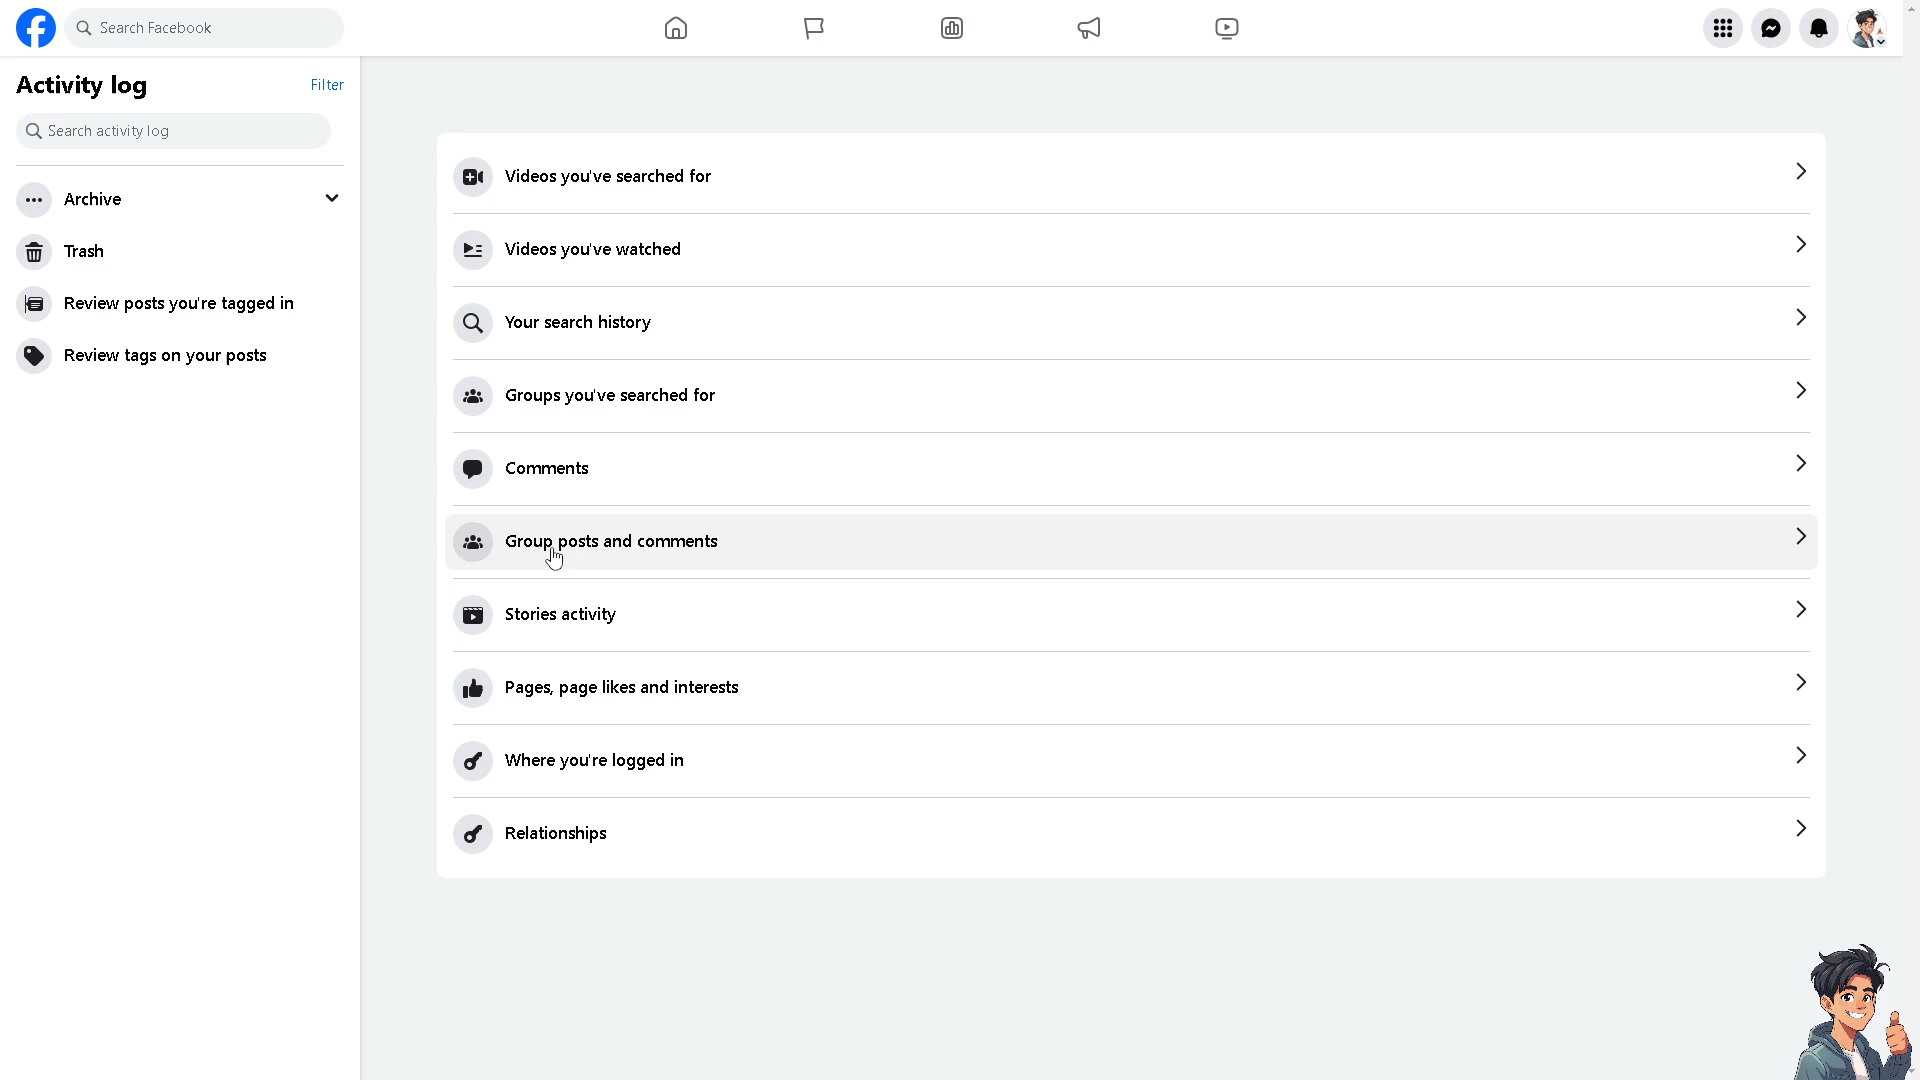 Search Facebook
Activity log
Filter
Search activity log
Archive
Trash
Review posts you're tagged in
Review tags on your posts
Videos you've searched for
Videos you've watched
Your search history
Groups you've searched for
Comments
Group posts and comments
Stories activity
Pages, page likes and interests
Where you're logged in
Relationships